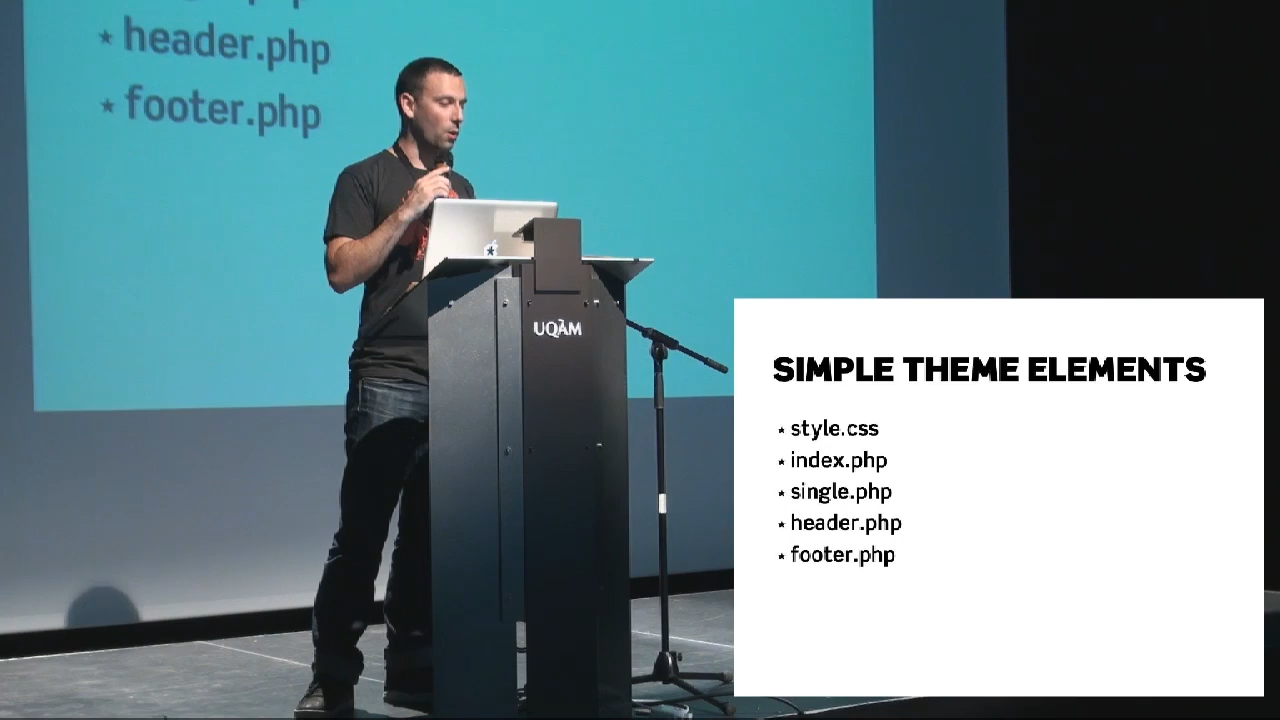 header.php
footer.php
UQÀM
SIMPLE THEME ELEMENTS
style.css
index.php
single.php
header.php
footer.php